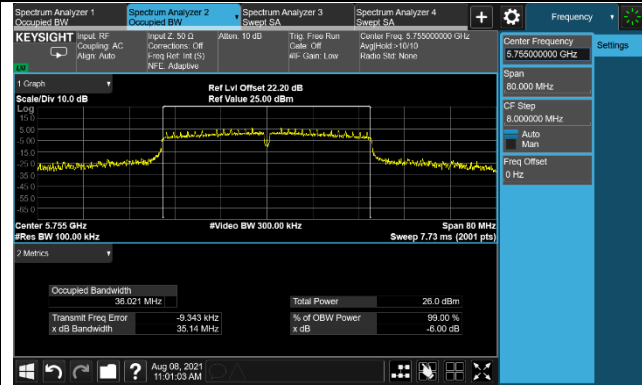 Spectrum Analyzer 1
Occupied BW
Spectrum Analyzer 2
Occupied BW
Spectrum Analyzer 3
Swept SA
Spectrum Analyzer 4
Swept SA
+
Frequency
KEYSIGHT
Input: RF
Coupling: AC
Align: Auto
Input Z: 50 Ω
Corrections: Off
Freq Ref: Int (S)
NFE: Adaptive
Atten: 10 dB
Trig: Free Run
Gate: Off
#IF Gain: Low
Center Freq: 5.755000000 GHz
Avg|Hold:>10/10
Radio Std: None
Center Frequency
5.755000000 GHz
Settings
Span
80.000 MHz
CF Step
8.000000 MHz
Auto
Man
Freq Offset
0 Hz
1 Graph
Scale/Div 10.0 dB
Ref Lvl Offset 22.20 dB
Ref Value 25.00 dBm
Log
15.0
5.00
-5.00
-15.0
-25.0
-35.0
-45.0
-55.0
-65.0
Center 5.755 GHz
#Res BW 100.00 kHz
#Video BW 300.00 kHz
Span 80 MHz
Sweep 7.73 ms (2001 pts)
2 Metrics
Occupied Bandwidth
36.021 MHz
Total Power 26.0 dBm
Transmit Freq Error -9.343 kHz
% of OBW Power 99.00 %
x dB Bandwidth 35.14 MHz
x dB -6.00 dB
?
Aug 08, 2021
11:01:03 AM